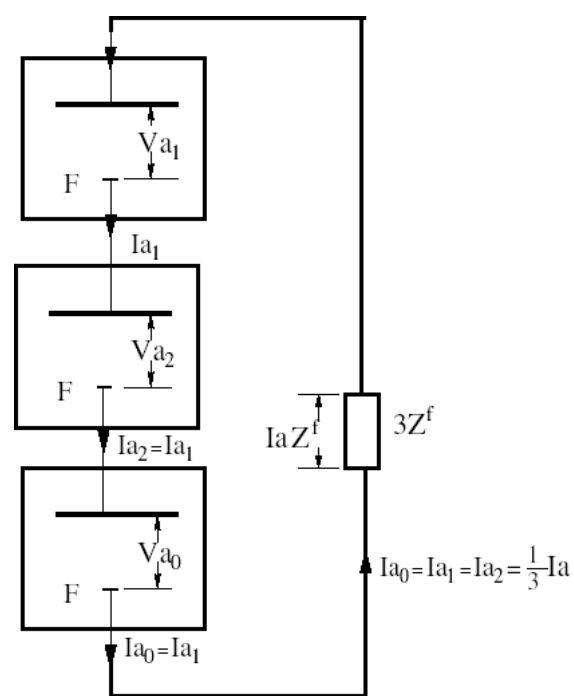 Va₁
F
Ia₁
Va₂
F
Ia₂=Ia₁
IaZᶠ
3Zᶠ
Va₀
F
Ia₀=Ia₁=Ia₂=⅓Ia
Ia₀=Ia₁